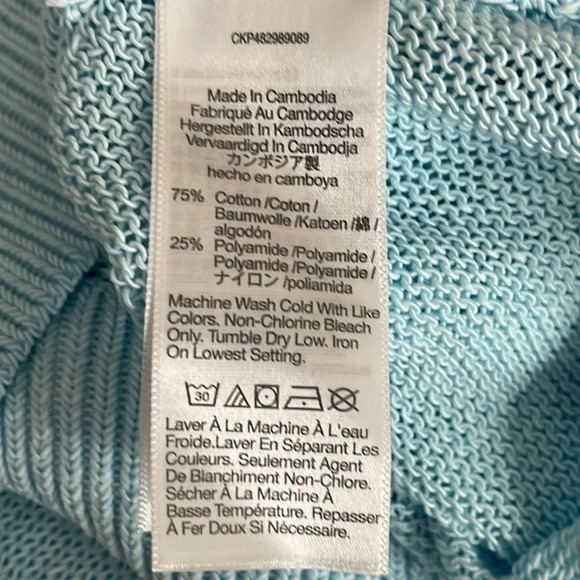 CKP482989089
Made In Cambodia
Fabriqué Au Cambodge
Hergestellt In Kambodscha
Vervaardigd In Cambodja
カンボジア製
hecho en camboya
75% Cotton /Coton /
Baumwolle /Katoen /綿 /
algodón
25% Polyamide /Polyamide /
Polyamide /Polyamide /
ナイロン /poliamida
Machine Wash Cold With Like
Colors. Non-Chlorine Bleach
Only. Tumble Dry Low. Iron
On Lowest Setting.
30
Laver À La Machine À L'eau
Froide.Laver En Séparant Les
Couleurs. Seulement Agent
De Blanchiment Non-Chlore.
Sécher À La Machine À
Basse Température. Repasser
À Fer Doux Si Nécessaire.